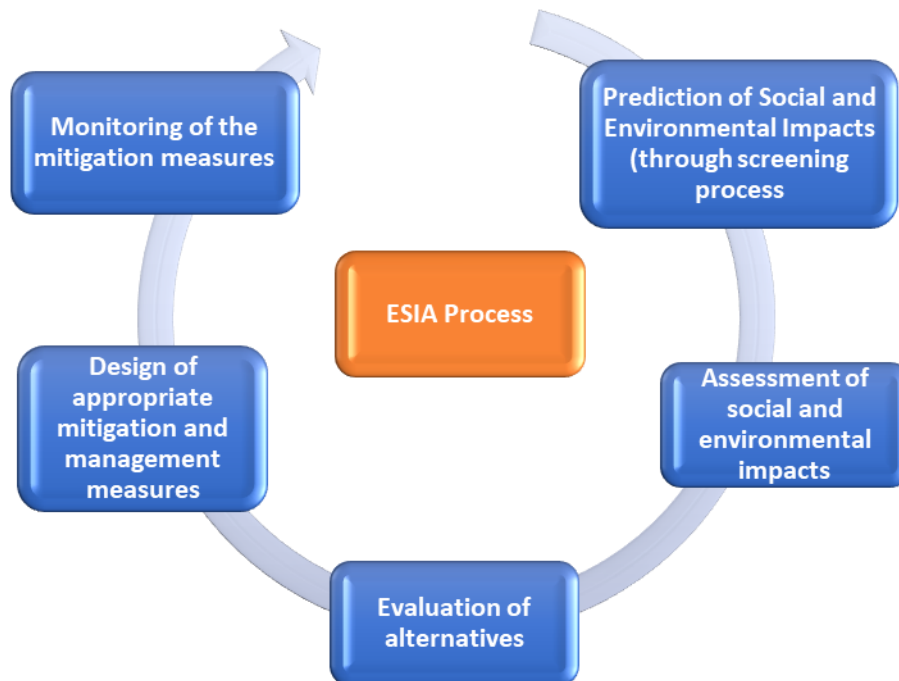 Prediction of Social and
Environmental Impacts
(through screening
process
Assessment of
social and
environmental
impacts
Evaluation of
alternatives
Design of
appropriate
mitigation and
management
measures
Monitoring of the
mitigation measures
ESIA Process